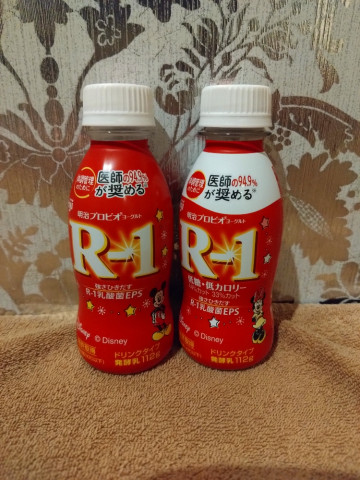 医師の94.9%
が奨める
明治プロビオヨーグルト
R-1
強さひきだす
R-1乳酸菌EPS
© Disney
ドリンクタイプ
発酵乳 112g
医師の94.9%
が奨める
明治プロビオヨーグルト
R-1
低糖・低カロリー
強さひきだす
R-1乳酸菌EPS
© Disney
ドリンクタイプ
発酵乳 112g